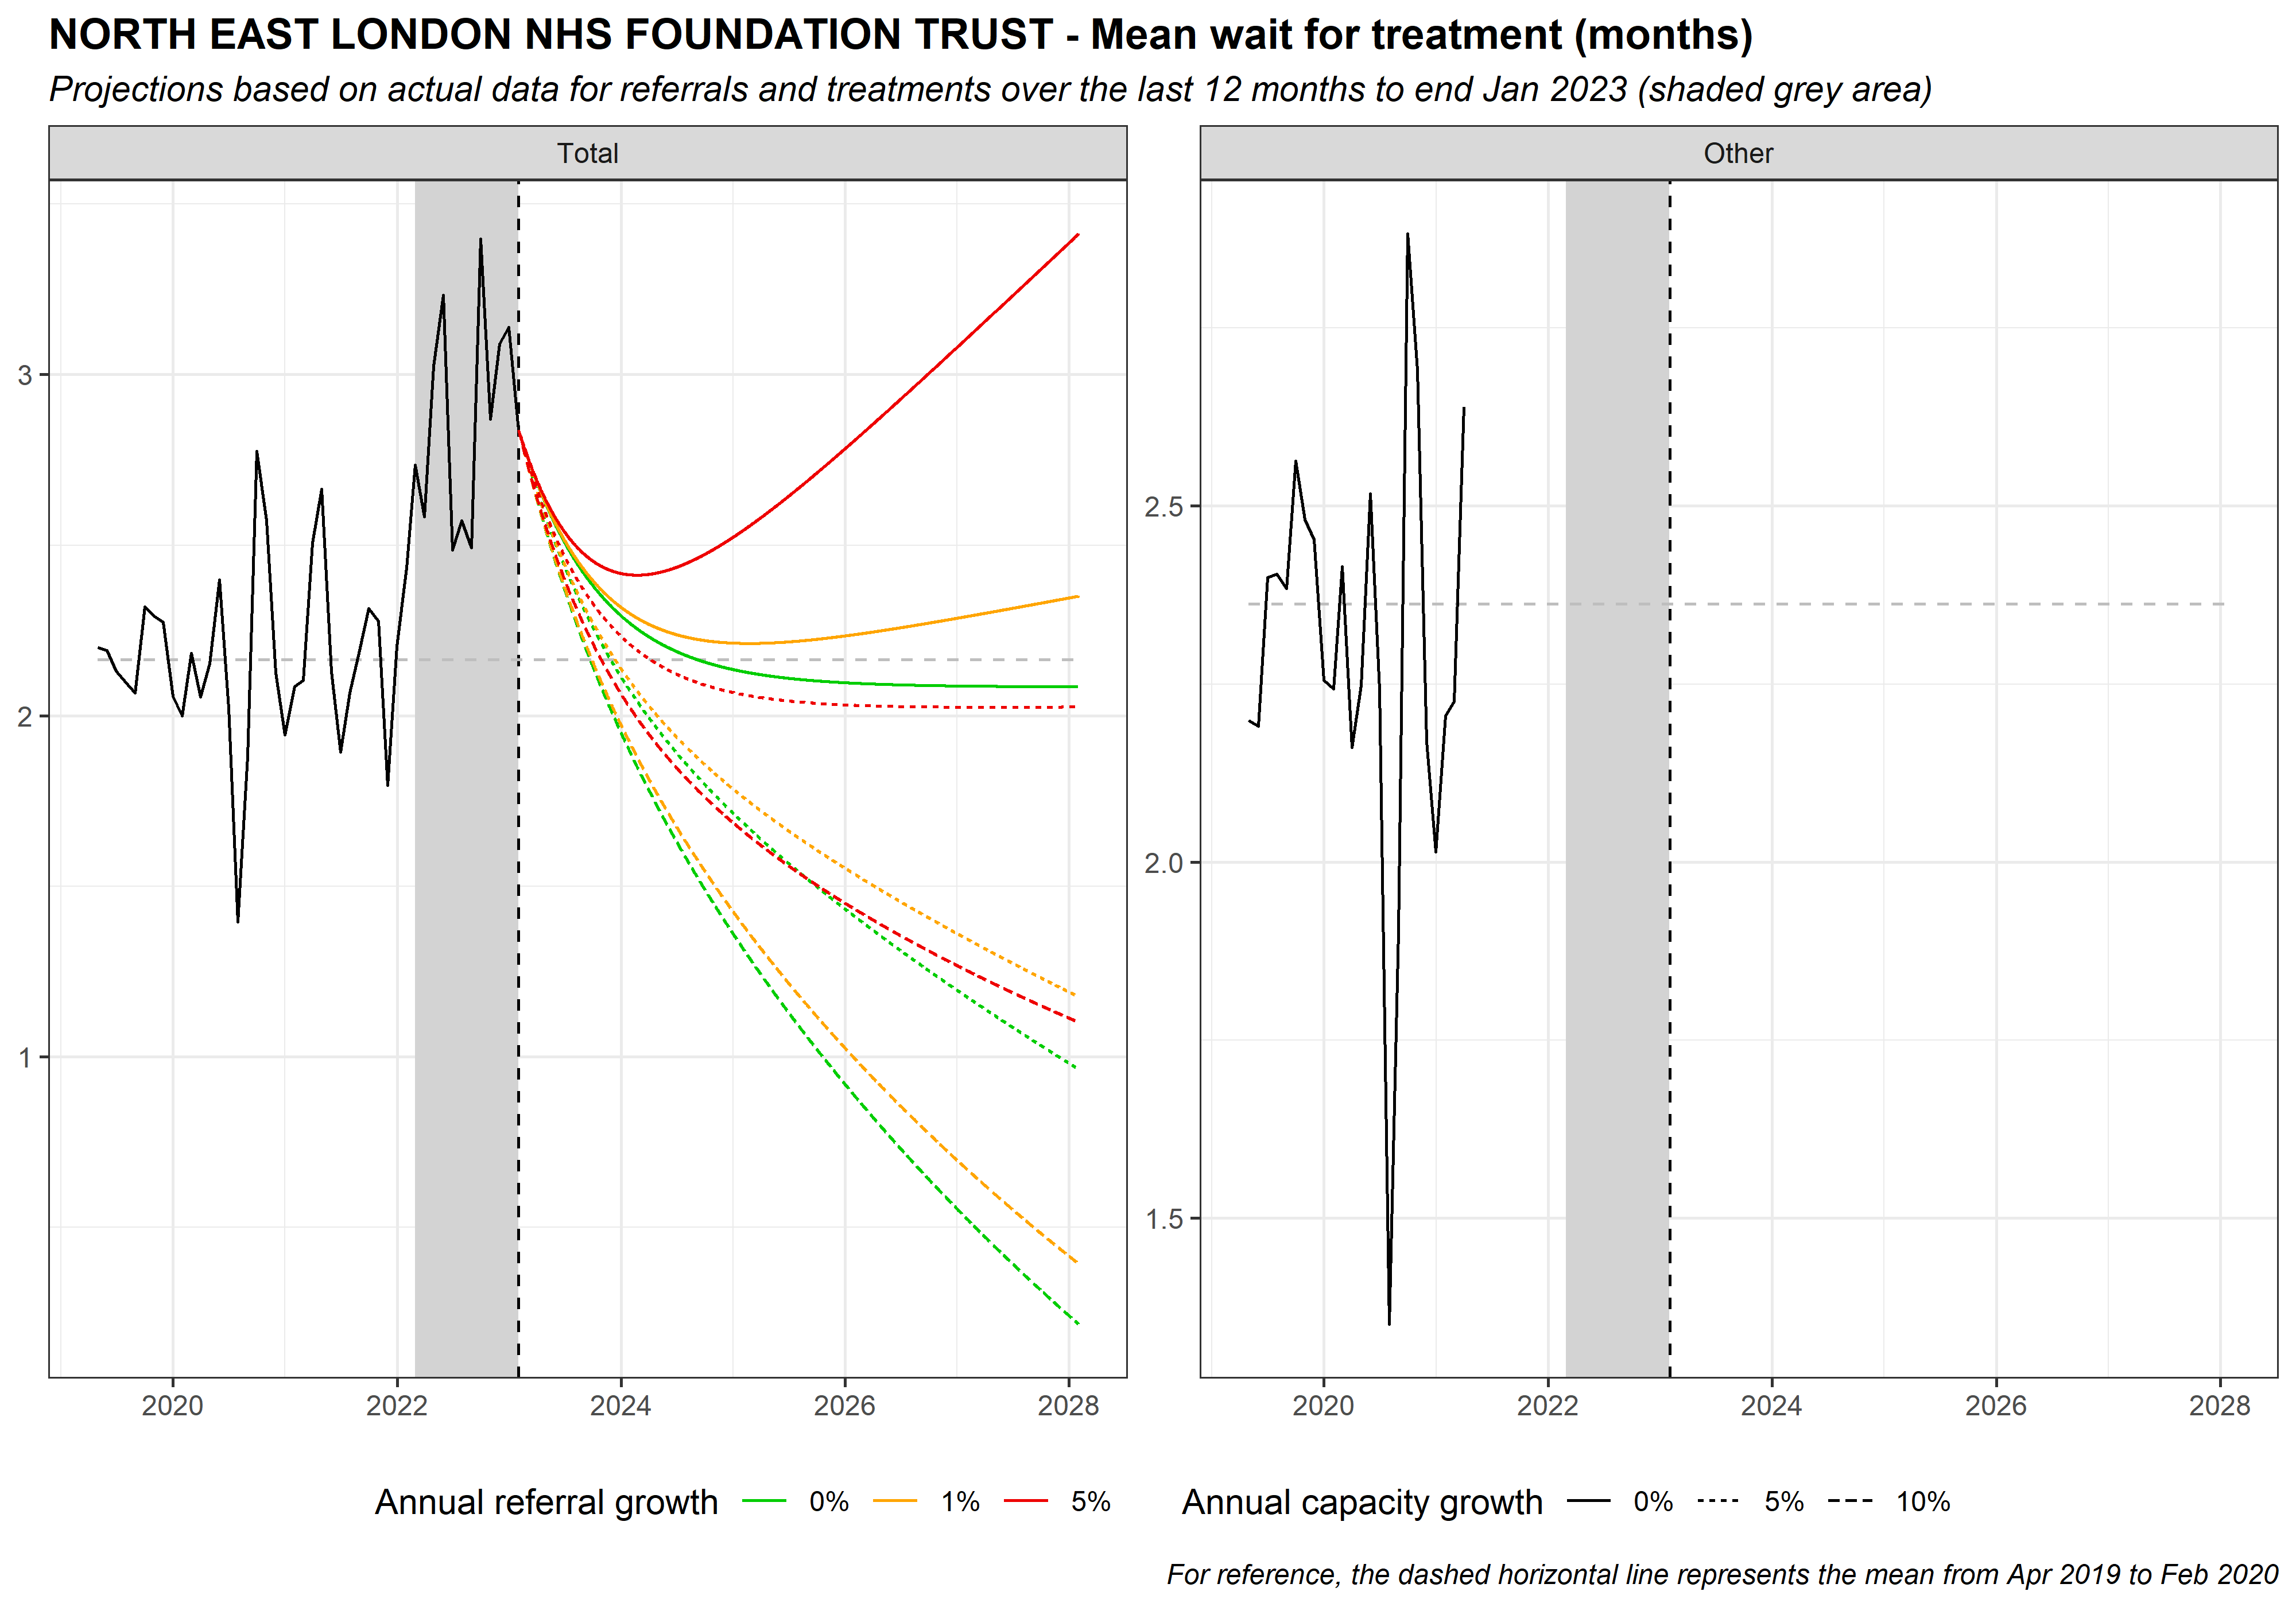 NORTH EAST LONDON NHS FOUNDATION TRUST - Mean wait for treatment (months)
Projections based on actual data for referrals and treatments over the last 12 months to end Jan 2023 (shaded grey area)
Total
Other
3
2
1
2.5
2.0
1.5
2020 2022 2024 2026 2028
2020 2022 2024 2026 2028
Annual referral growth 0% 1% 5%
Annual capacity growth 0% 5% 10%
For reference, the dashed horizontal line represents the mean from Apr 2019 to Feb 2020